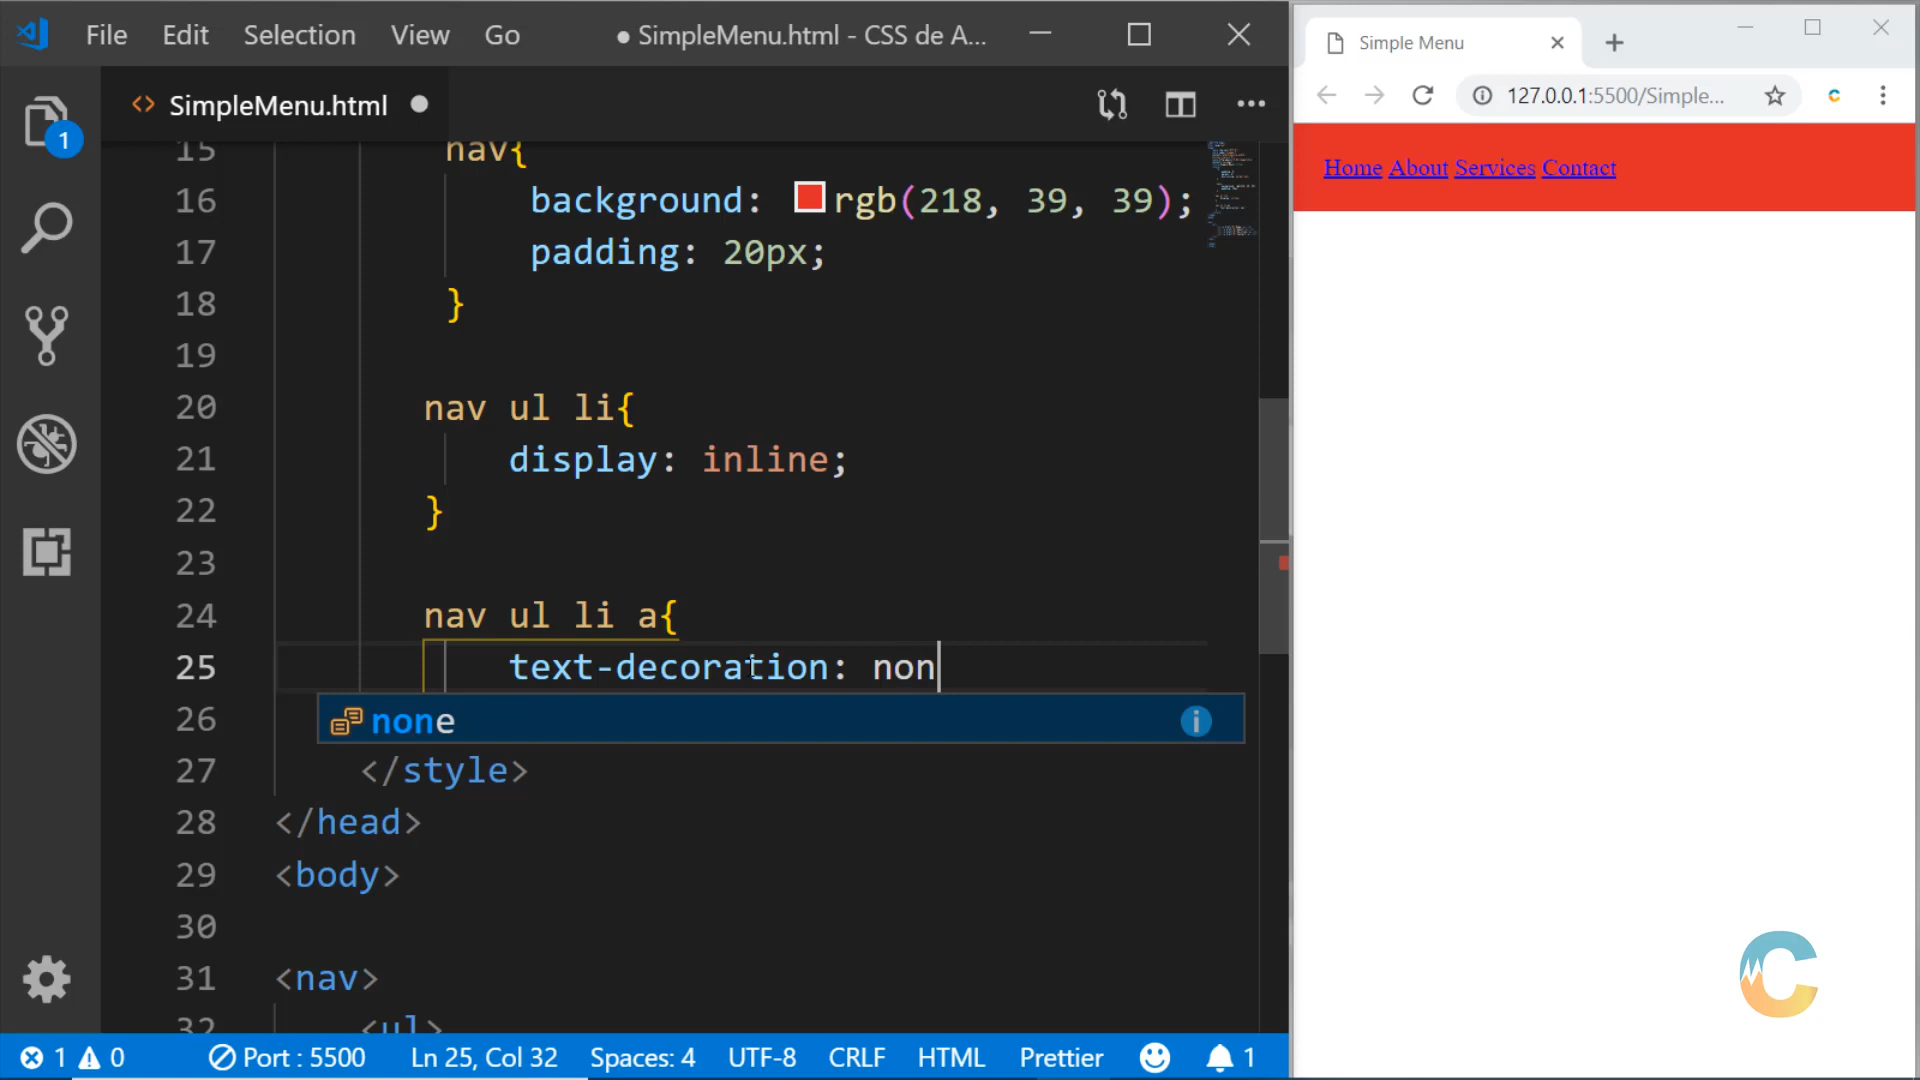 File Edit Selection View Go ● SimpleMenu.html - CSS de A...
<> SimpleMenu.html ●
1
15 nav{
16 background: rgb(218, 39, 39);
17 padding: 20px;
18 }
19
20 nav ul li{
21 display: inline;
22 }
23
24 nav ul li a{
25 text-decoration: non
26 none
27 </style>
28 </head>
29 <body>
30
31 <nav>
32 <ul>
1 0 Port : 5500 Ln 25, Col 32 Spaces: 4 UTF-8 CRLF HTML Prettier 1
Simple Menu
127.0.0.1:5500/Simple...
Home About Services Contact
C